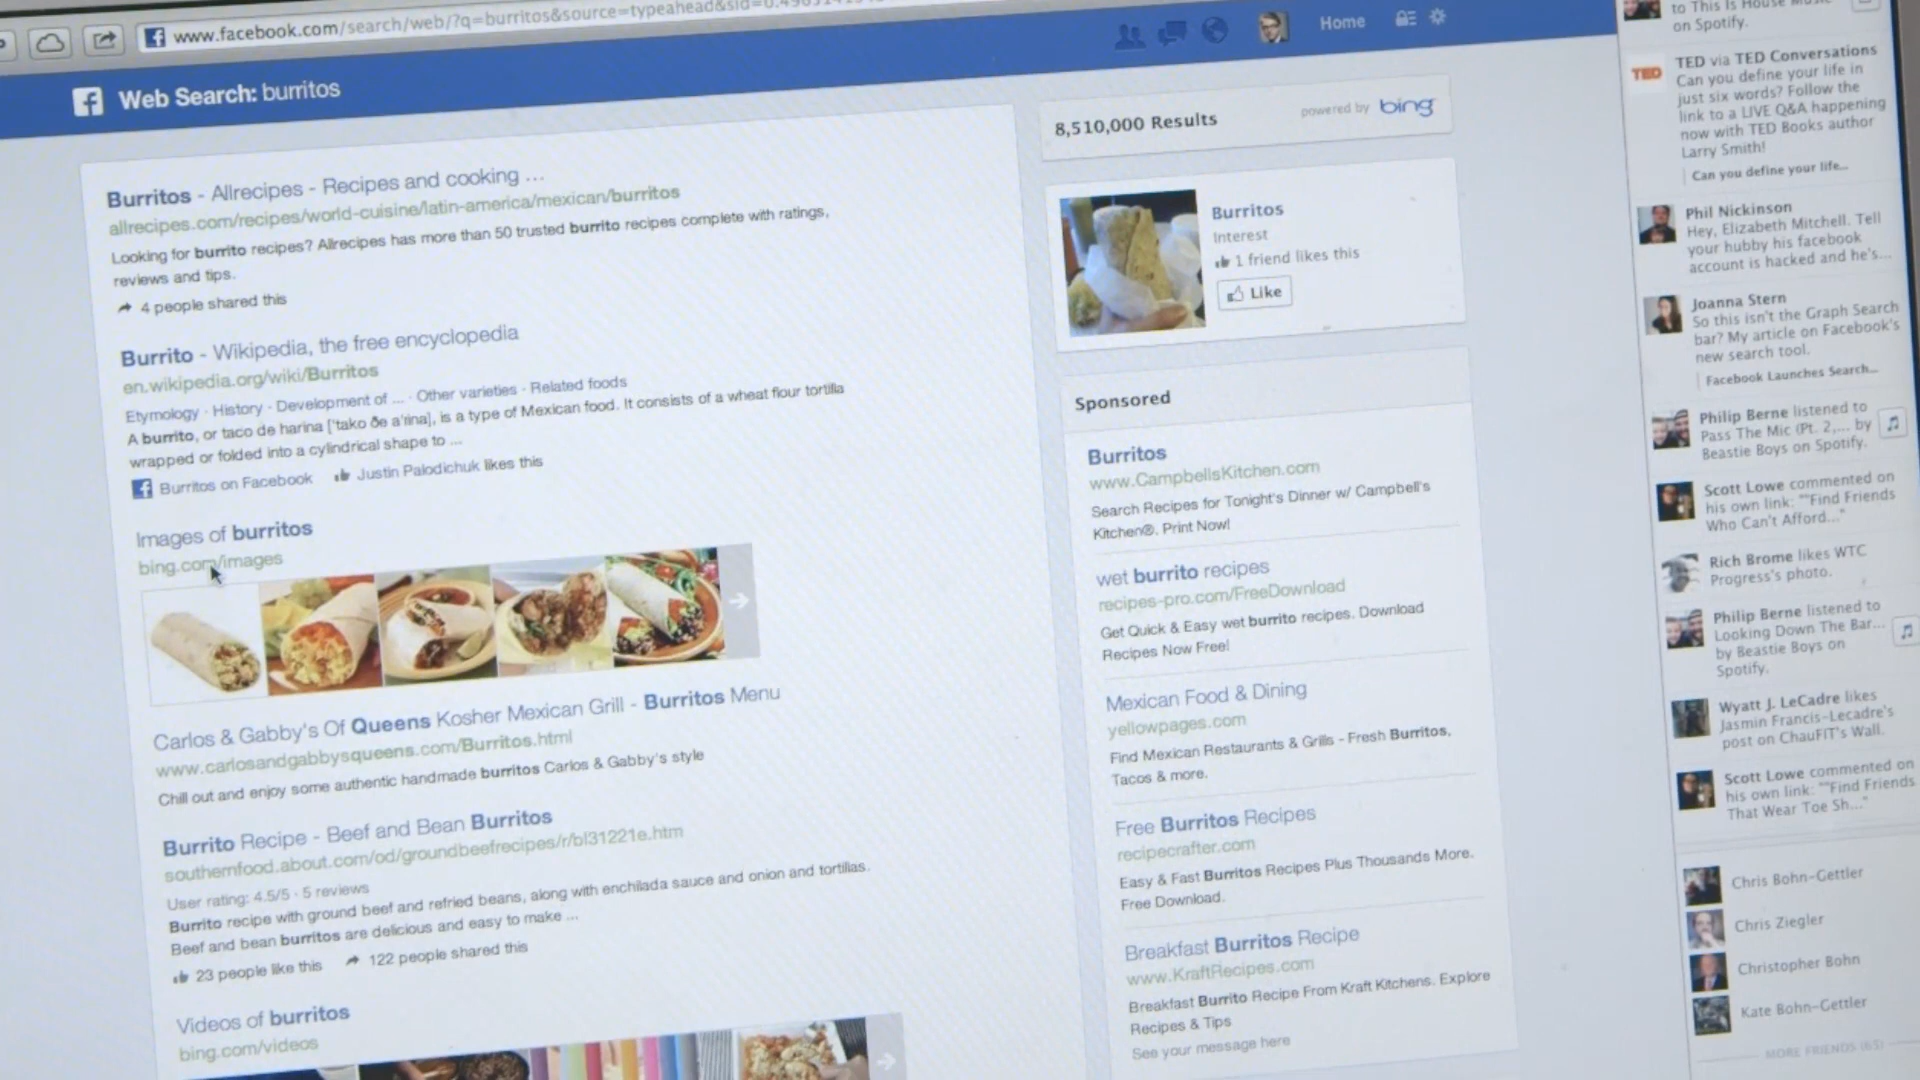 www.facebook.com/search/web/?q=burritos&source=typeahead&sid=0.4983141
Home
Web Search: burritos
Burritos - Allrecipes - Recipes and cooking ...
allrecipes.com/recipes/world-cuisine/latin-america/mexican/burritos
Looking for burrito recipes? Allrecipes has more than 50 trusted burrito recipes complete with ratings,
reviews and tips.
4 people shared this
Burrito - Wikipedia, the free encyclopedia
en.wikipedia.org/wiki/Burritos
Etymology · History · Development of ... · Other varieties · Related foods
A burrito, or taco de harina ['tako ðe a'rina], is a type of Mexican food. It consists of a wheat flour tortilla
wrapped or folded into a cylindrical shape to ...
Burritos on Facebook Justin Palodichuk likes this
Images of burritos
bing.com/images
Carlos & Gabby's Of Queens Kosher Mexican Grill - Burritos Menu
www.carlosandgabbysqueens.com/Burritos.html
Chill out and enjoy some authentic handmade burritos Carlos & Gabby's style
Burrito Recipe - Beef and Bean Burritos
southernfood.about.com/od/groundbeefrecipes/r/bl31221e.htm
User rating: 4.5/5 · 5 reviews
Burrito recipe with ground beef and refried beans, along with enchilada sauce and onion and tortillas.
Beef and bean burritos are delicious and easy to make ...
23 people like this 122 people shared this
Videos of burritos
bing.com/videos
8,510,000 Results powered by bing
Burritos
Interest
1 friend likes this
Like
Sponsored
Burritos
www.CampbellsKitchen.com
Search Recipes for Tonight's Dinner w/ Campbell's
Kitchen®. Print Now!
wet burrito recipes
recipes-pro.com/FreeDownload
Get Quick & Easy wet burrito recipes. Download
Recipes Now Free!
Mexican Food & Dining
yellowpages.com
Find Mexican Restaurants & Grills - Fresh Burritos,
Tacos & more.
Free Burritos Recipes
recipecrafter.com
Easy & Fast Burritos Recipes Plus Thousands More.
Free Download.
Breakfast Burritos Recipe
www.KraftRecipes.com
Breakfast Burrito Recipe From Kraft Kitchens. Explore
Recipes & Tips
See your message here
to This Is House Music
on Spotify.
TED
TED via TED Conversations
Can you define your life in
just six words? Follow the
link to a LIVE Q&A happening
now with TED Books author
Larry Smith!
Can you define your life...
Phil Nickinson
Hey, Elizabeth Mitchell. Tell
your hubby his facebook
account is hacked and he's...
Joanna Stern
So this isn't the Graph Search
bar? My article on Facebook's
new search tool.
Facebook Launches Search...
Philip Berne listened to
Pass The Mic (Pt. 2,... by
Beastie Boys on Spotify.
Scott Lowe commented on
his own link: ""Find Friends
Who Can't Afford..."
Rich Brome likes WTC
Progress's photo.
Philip Berne listened to
Looking Down The Bar...
by Beastie Boys on
Spotify.
Wyatt J. LeCadre likes
Jasmin Francis-Lecadre's
post on ChauFIT's Wall.
Scott Lowe commented on
his own link: ""Find Friends
That Wear Toe Sh..."
Chris Bohn-Gettler
Chris Ziegler
Christopher Bohn
Kate Bohn-Gettler
MORE FRIENDS (65)